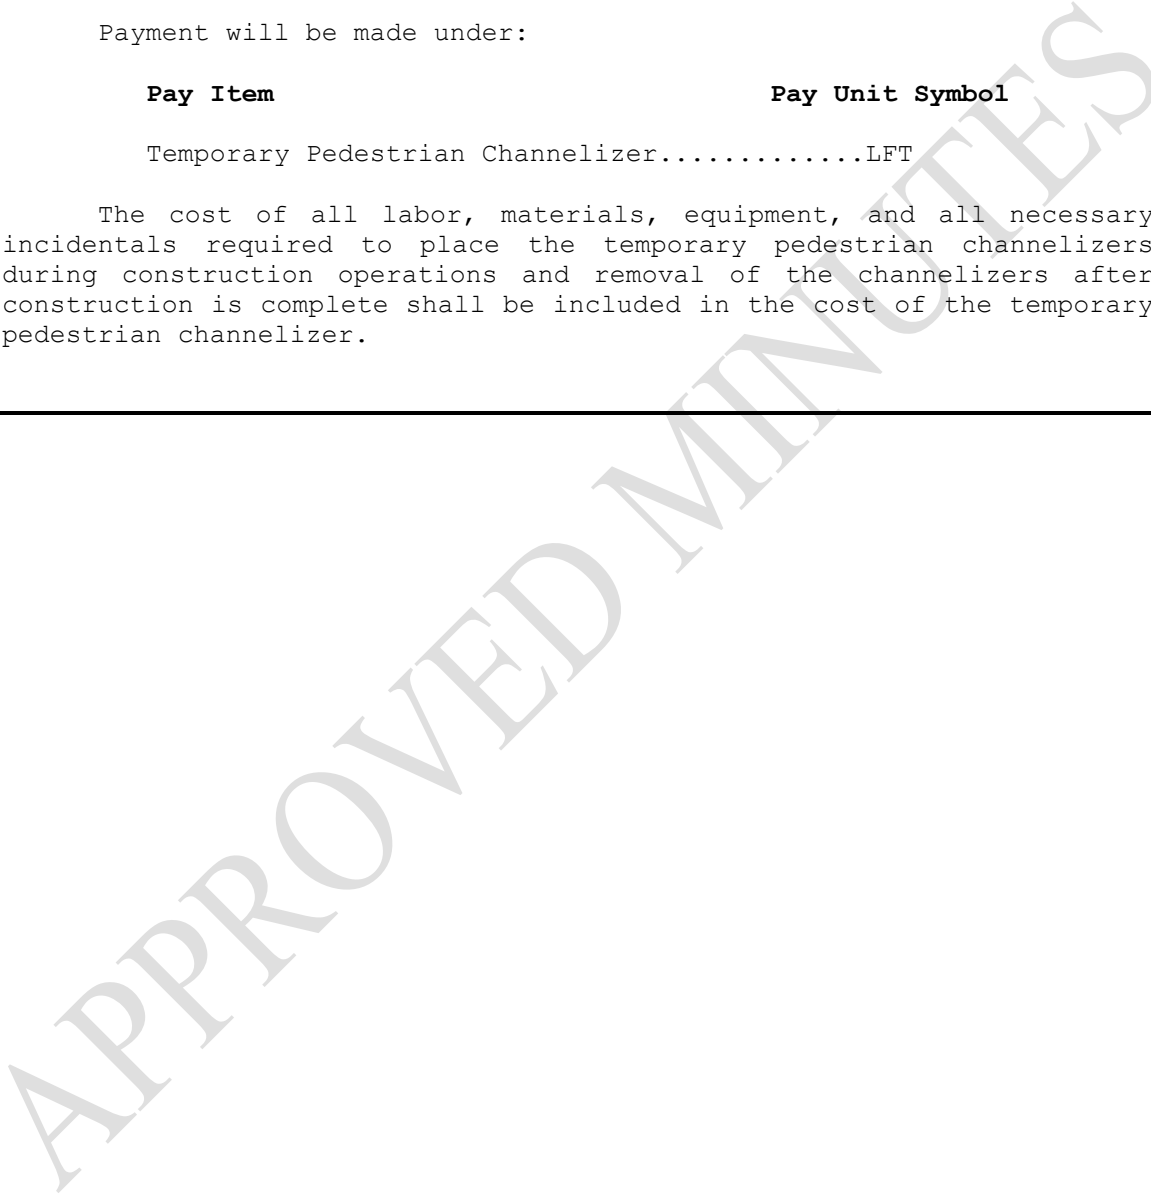 Payment will be made under:
Pay Item Pay Unit Symbol
Temporary Pedestrian Channelizer.............LFT
The cost of all labor, materials, equipment, and all necessary
incidentals required to place the temporary pedestrian channelizers
during construction operations and removal of the channelizers after
construction is complete shall be included in the cost of the temporary
pedestrian channelizer.
APPROVED MINUTES